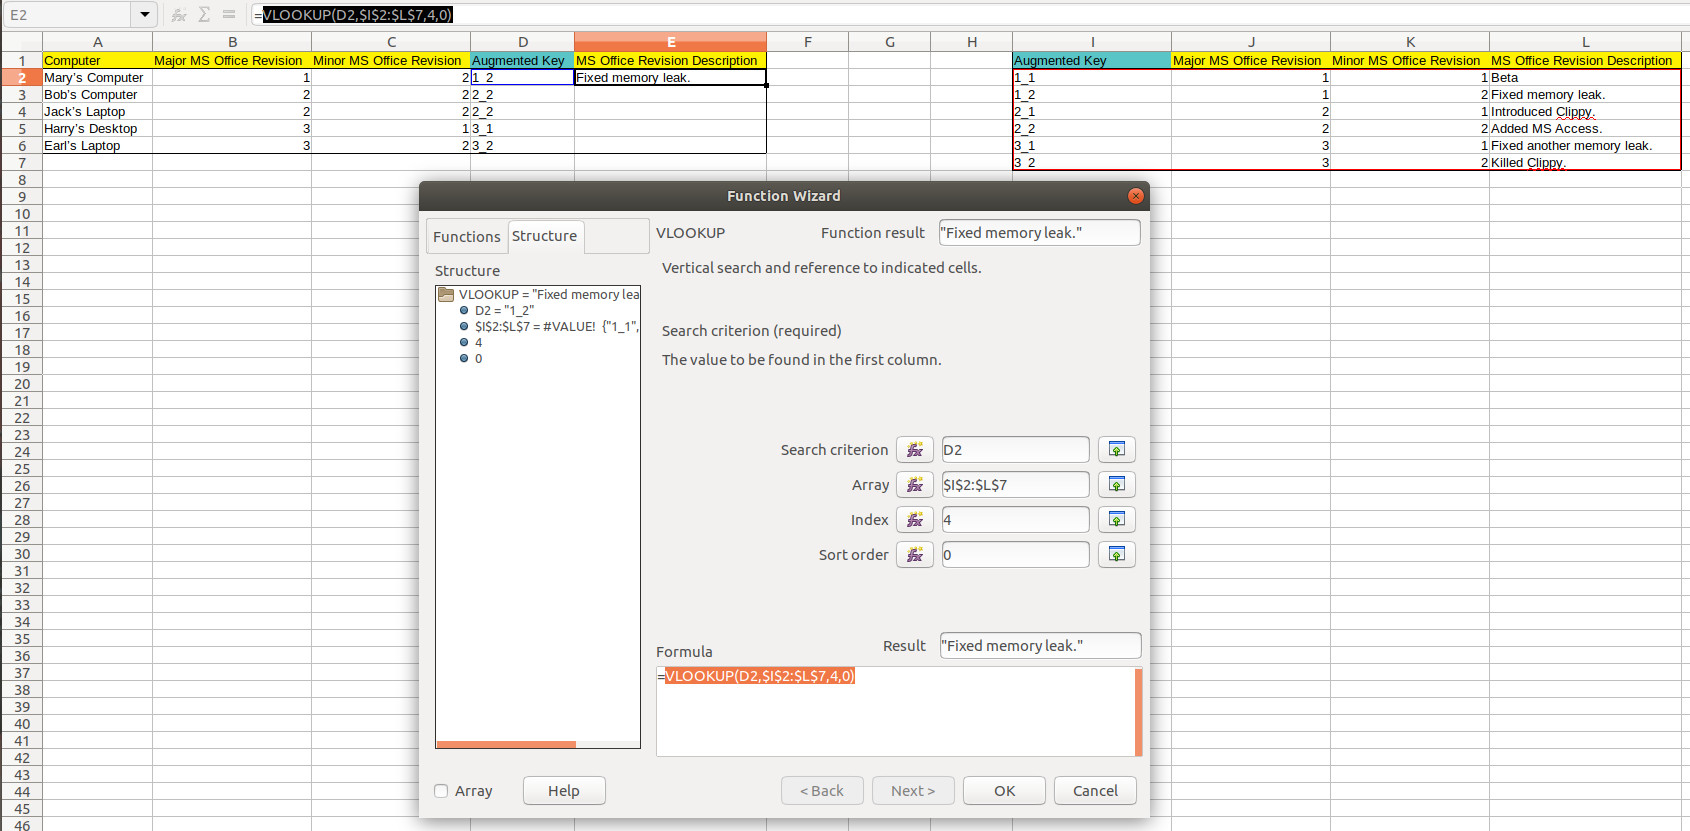 E2
=VLOOKUP(D2,$I$2:$L$7,4,0)
A B C D E F G H I J K L
1 Computer Major MS Office Revision Minor MS Office Revision Augmented Key MS Office Revision Description Augmented Key Major MS Office Revision Minor MS Office Revision MS Office Revision Description
2 Mary's Computer 1 2 1_2 Fixed memory leak. 1_1 1 1 Beta
3 Bob's Computer 2 2 2_2 1_2 1 2 Fixed memory leak.
4 Jack's Laptop 2 2 2_2 2_1 2 1 Introduced Clippy.
5 Harry's Desktop 3 1 3_1 2_2 2 2 Added MS Access.
6 Earl's Laptop 3 2 3_2 3_1 3 1 Fixed another memory leak.
7 3_2 3 2 Killed Clippy.
8
9
10
11
12
13
14
15
16
17
18
19
20
21
22
23
24
25
26
27
28
29
30
31
32
33
34
35
36
37
38
39
40
41
42
43
44
45
46
Function Wizard
Functions Structure
VLOOKUP Function result "Fixed memory leak."
Structure
VLOOKUP = "Fixed memory lea
D2 = "1_2"
$I$2:$L$7 = #VALUE! {"1_1",
4
0
Vertical search and reference to indicated cells.
Search criterion (required)
The value to be found in the first column.
Search criterion D2
Array $I$2:$L$7
Index 4
Sort order 0
Formula Result "Fixed memory leak."
=VLOOKUP(D2,$I$2:$L$7,4,0)
Array Help < Back Next > OK Cancel